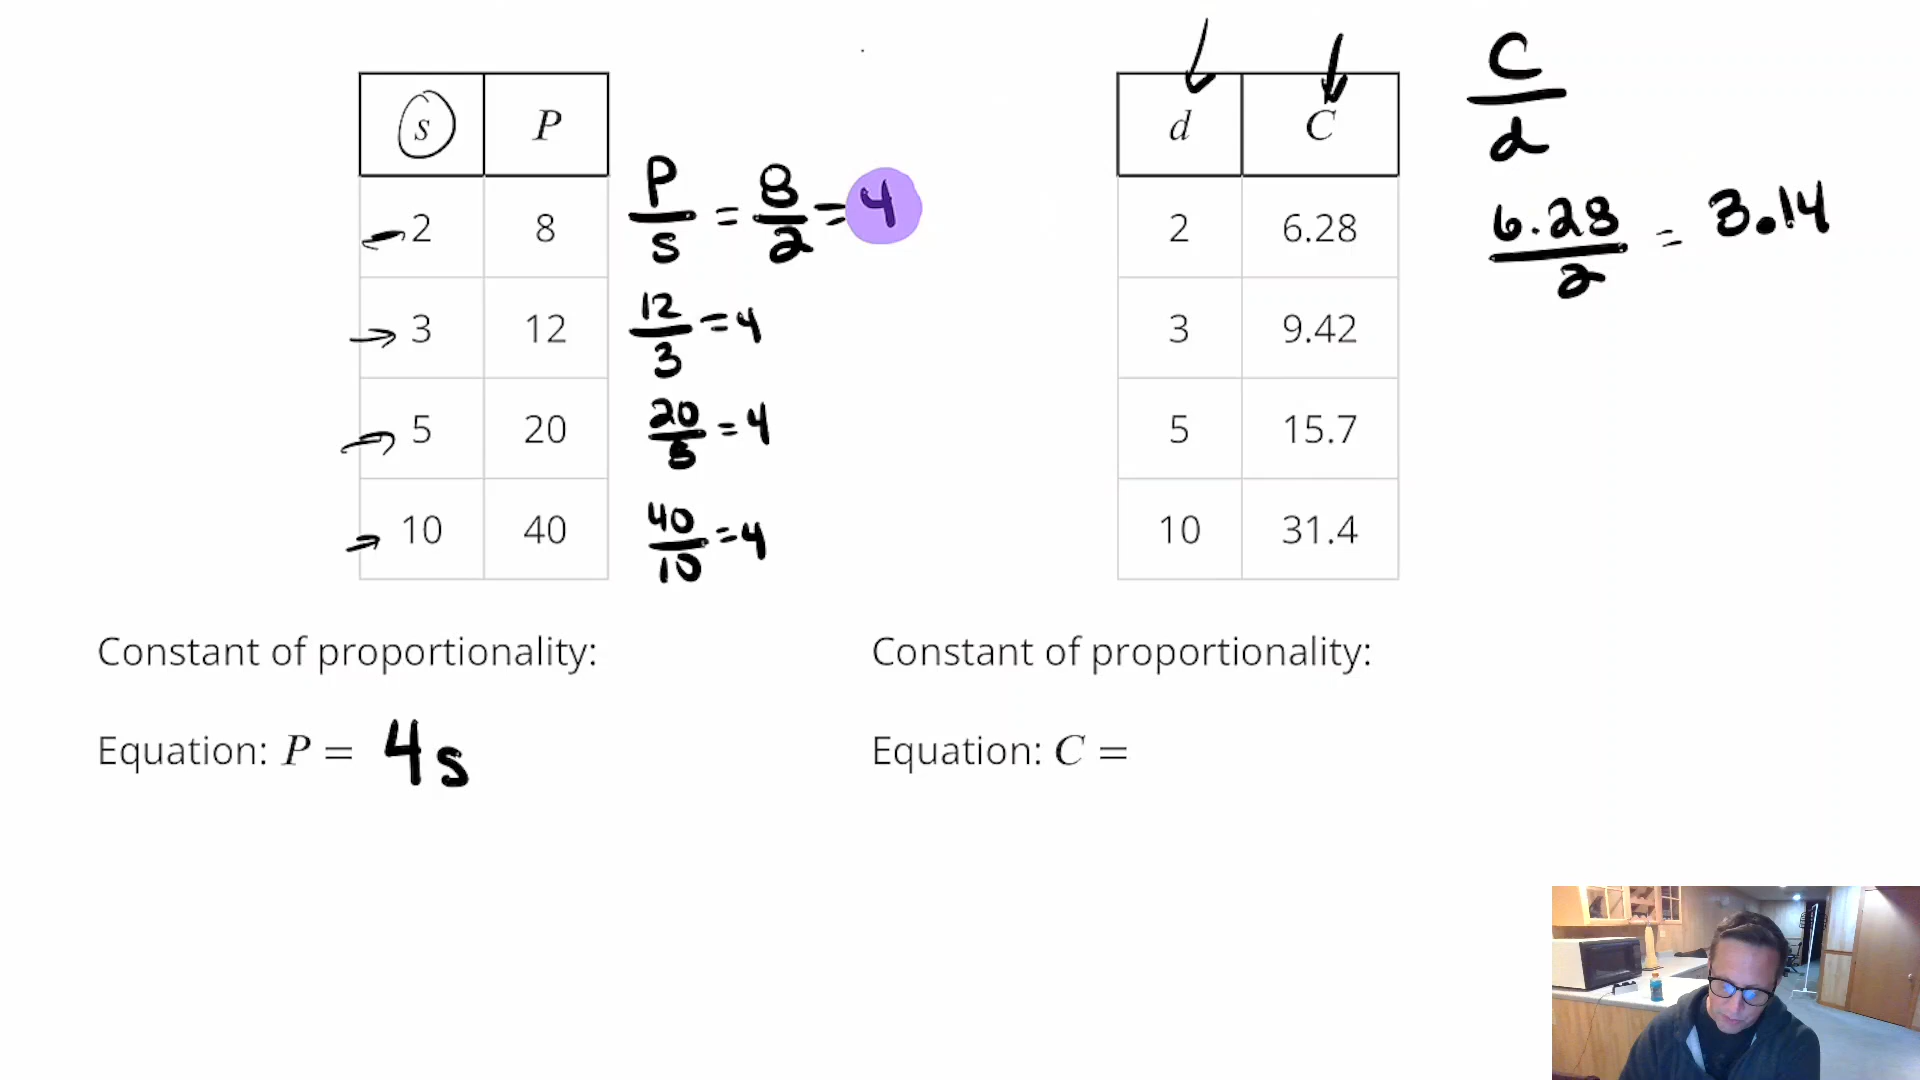 s P
2 8
3 12
5 20
10 40
P/s = 8/2 = 4
12/3 = 4
20/5 = 4
40/10 = 4
Constant of proportionality:
Equation: P = 4s
d C
2 6.28
3 9.42
5 15.7
10 31.4
C/d
6.28/2 = 3.14
Constant of proportionality:
Equation: C =